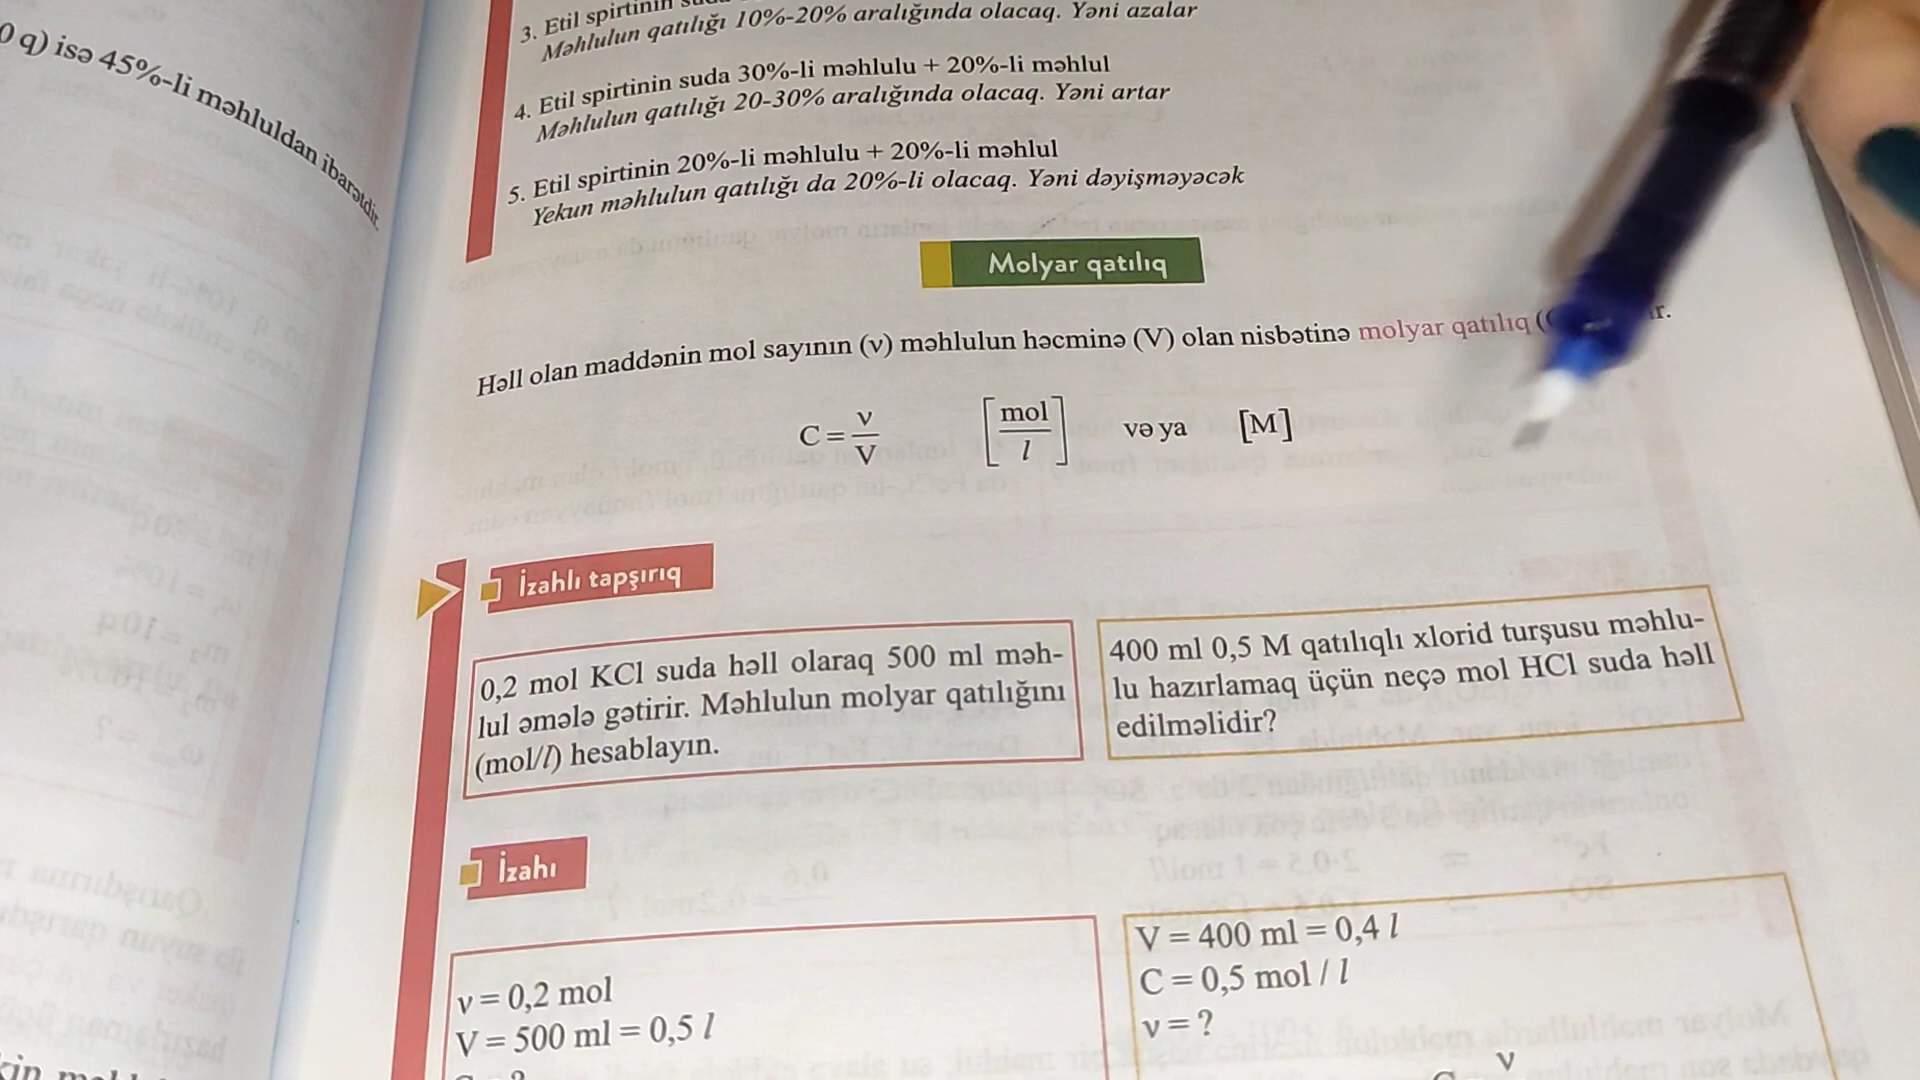 q) isə 45%-li məhluldan ibarətdir.
3. Etil spirtinin
Məhlulun qatılığı 10%-20% aralığında olacaq. Yəni azalar
4. Etil spirtinin suda 30%-li məhlulu + 20%-li məhlul
Məhlulun qatılığı 20-30% aralığında olacaq. Yəni artar
5. Etil spirtinin 20%-li məhlulu + 20%-li məhlul
Yekun məhlulun qatılığı da 20%-li olacaq. Yəni dəyişməyəcək
Molyar qatılıq
Həll olan maddənin mol sayının (ν) məhlulun həcminə (V) olan nisbətinə molyar qatılıq
C = ν/V [mol/l] və ya [M]
İzahlı tapşırıq
0,2 mol KCl suda həll olaraq 500 ml məh-
lul əmələ gətirir. Məhlulun molyar qatılığını
(mol/l) hesablayın.
400 ml 0,5 M qatılıqlı xlorid turşusu məhlu-
lu hazırlamaq üçün neçə mol HCl suda həll
edilməlidir?
İzahı
ν = 0,2 mol
V = 500 ml = 0,5 l
V = 400 ml = 0,4 l
C = 0,5 mol / l
ν = ?
ν